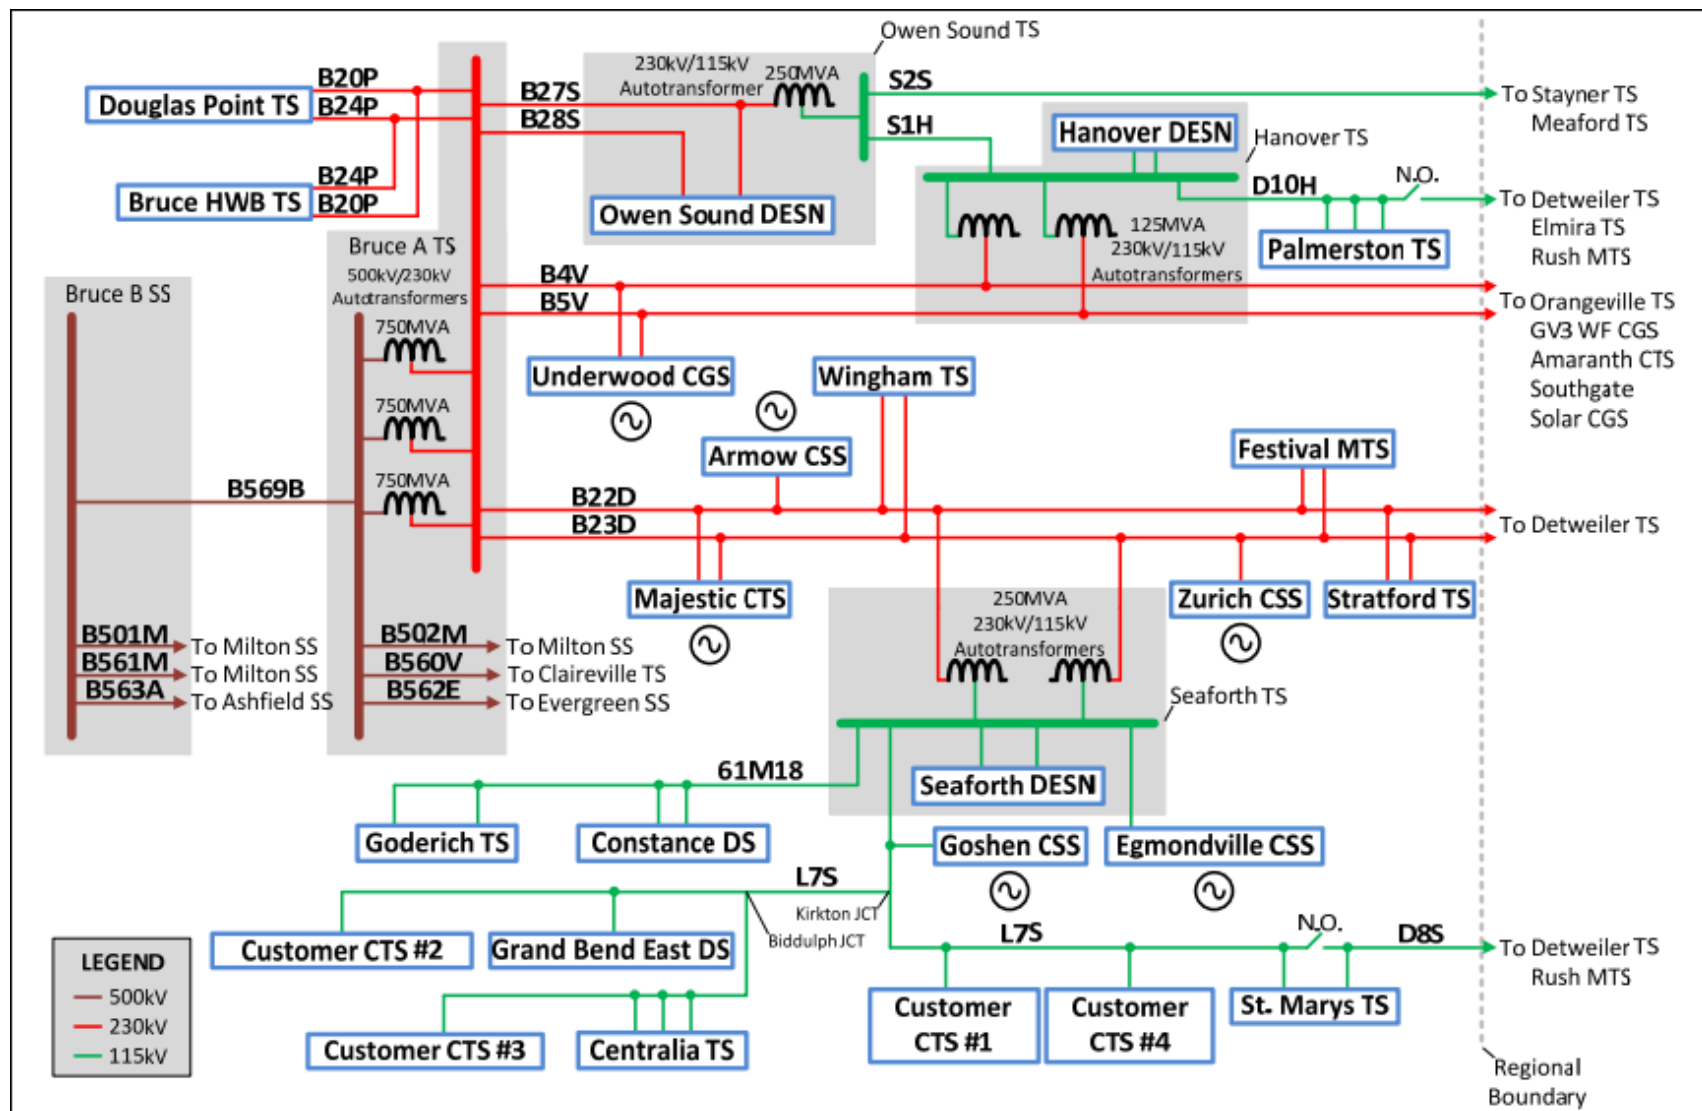 Owen Sound TS
230kV/115kV
Autotransformer
250MVA
B20P
Douglas Point TS
B24P
B27S
B28S
S2S
To Stayner TS
Meaford TS
S1H
Hanover DESN
Hanover TS
B24P
Bruce HWB TS
B20P
Owen Sound DESN
D10H
N.O.
To Detweiler TS
Elmira TS
Rush MTS
Palmerston TS
125MVA
230kV/115kV
Autotransformers
Bruce A TS
500kV/230kV
Autotransformers
B4V
B5V
To Orangeville TS
GV3 WF CGS
Amaranth CTS
Southgate
Solar CGS
Bruce B SS
750MVA
750MVA
750MVA
Underwood CGS
Wingham TS
Armow CSS
Festival MTS
B569B
B22D
B23D
To Detweiler TS
Majestic CTS
Zurich CSS
Stratford TS
250MVA
230kV/115kV
Autotransformers
Seaforth TS
B501M
To Milton SS
B561M
To Milton SS
B563A
To Ashfield SS
B502M
To Milton SS
B560V
To Claireville TS
B562E
To Evergreen SS
61M18
Seaforth DESN
Goderich TS
Constance DS
Goshen CSS
Egmondville CSS
L7S
Kirkton JCT
Biddulph JCT
Customer CTS #2
Grand Bend East DS
L7S
N.O.
D8S
To Detweiler TS
Rush MTS
Customer
CTS #1
Customer
CTS #4
St. Marys TS
Customer CTS #3
Centralia TS
LEGEND
500kV
230kV
115kV
Regional
Boundary